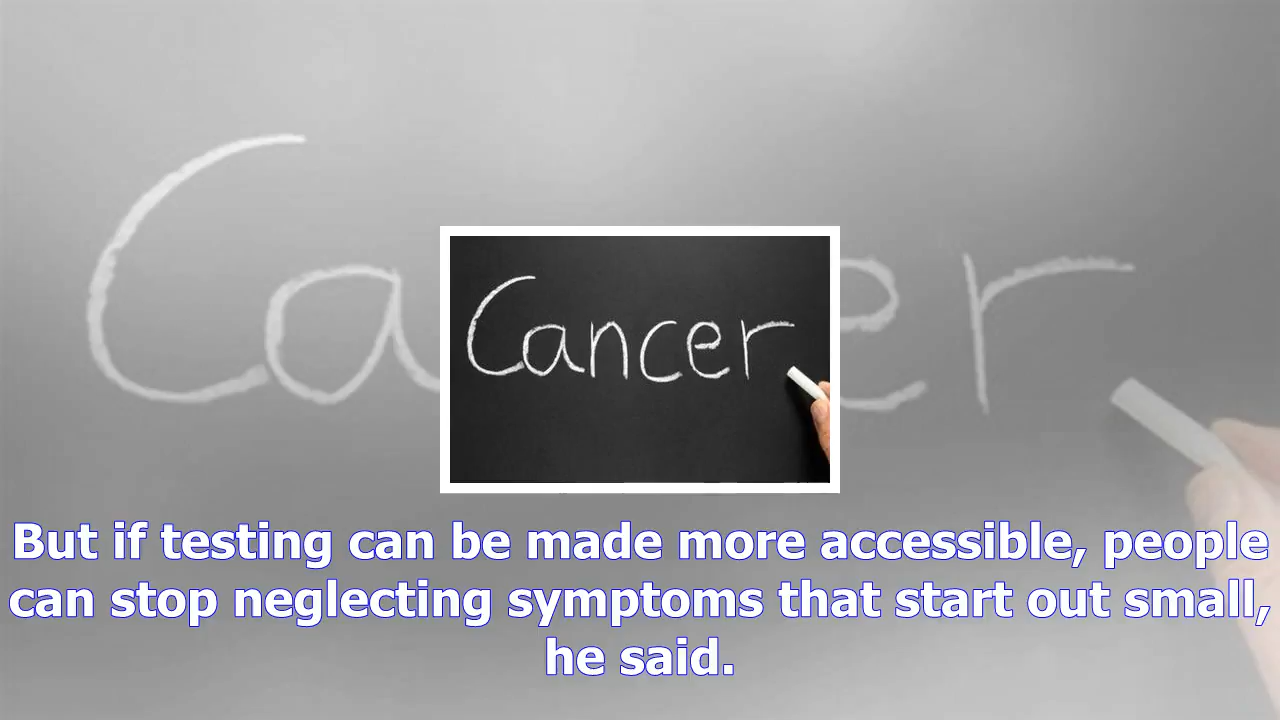 Cancer
But if testing can be made more accessible, people
can stop neglecting symptoms that start out small,
he said.